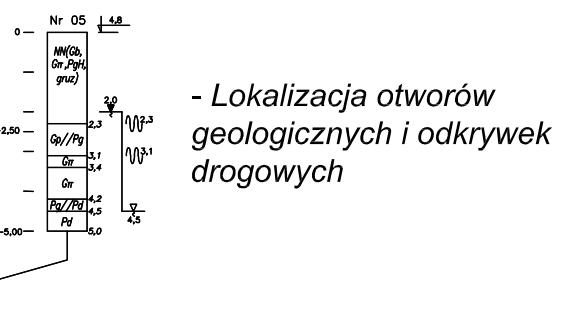 Nr 05
4,8
0
NN(Gb,
Gπ,PgH,
gruz)
2,0
2,3
2,3
-2,50
Gp//Pg
3,1
3,1
Gπ
3,4
Gπ
4,2
Pg//Pd
4,5
4,5
Pd
-5,00
5,0
- Lokalizacja otworów
geologicznych i odkrywek
drogowych